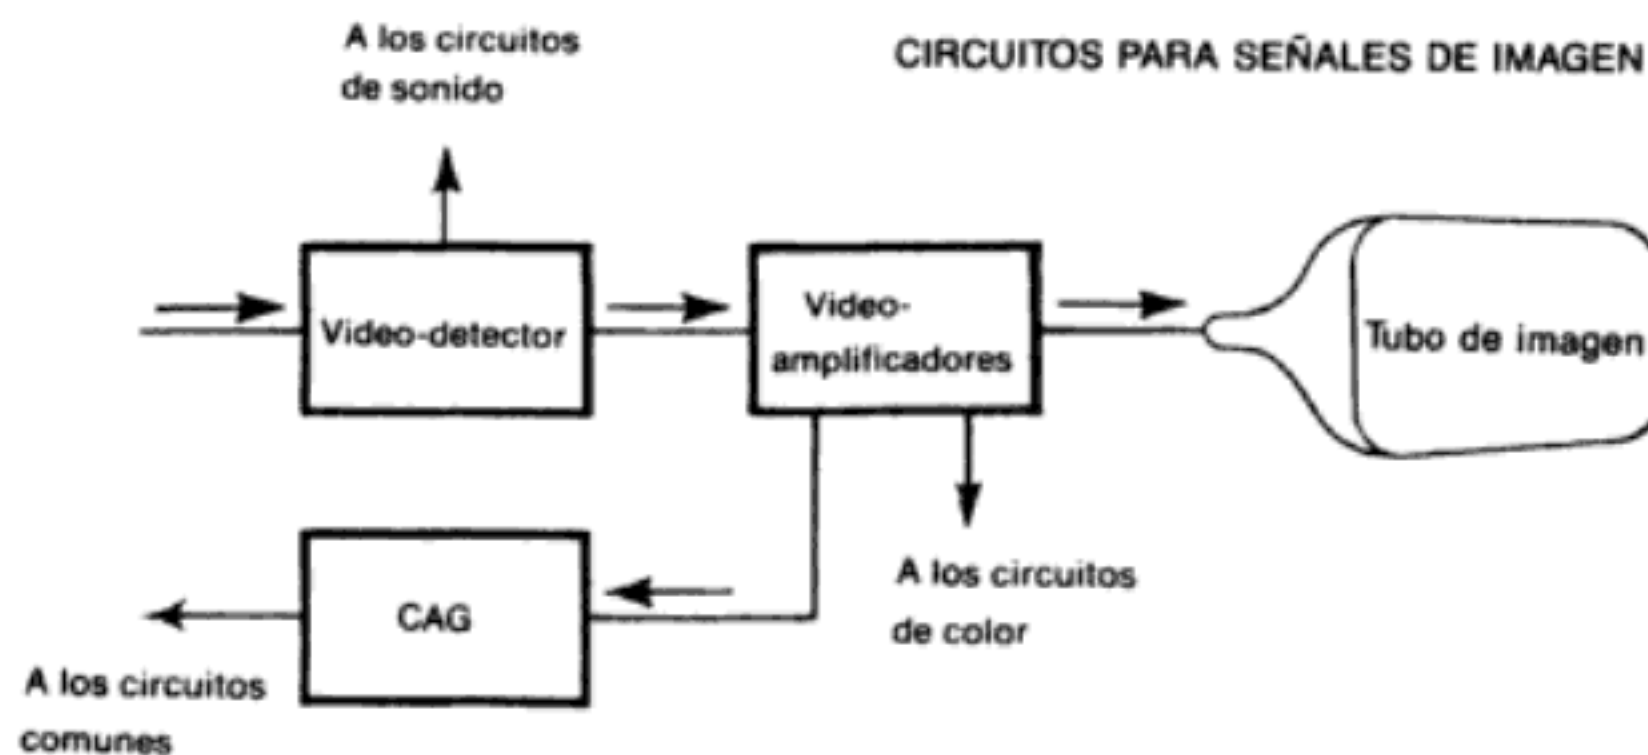 A los circuitos
de sonido
CIRCUITOS PARA SEÑALES DE IMAGEN
Video-detector
Video-
amplificadores
Tubo de imagen
CAG
A los circuitos
de color
A los circuitos
comunes